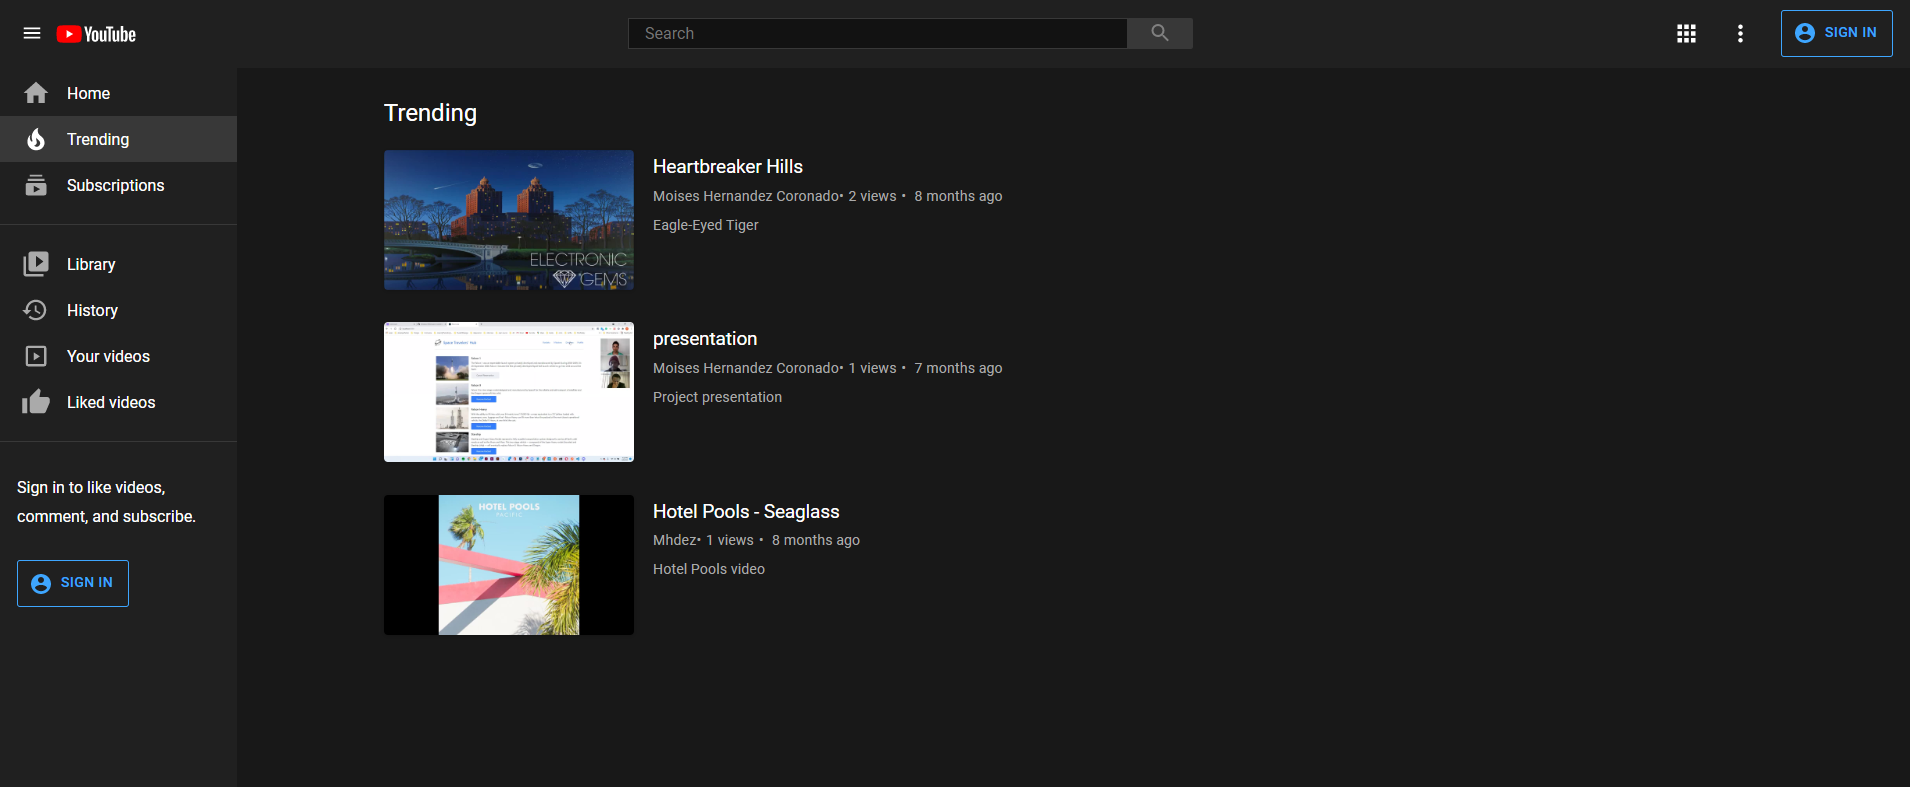 YouTube
Search
SIGN IN
Home
Trending
Subscriptions
Library
History
Your videos
Liked videos
Sign in to like videos,
comment, and subscribe.
SIGN IN
Trending
ELECTRONIC
GEMS
Heartbreaker Hills
Moises Hernandez Coronado• 2 views • 8 months ago
Eagle-Eyed Tiger
presentation
Moises Hernandez Coronado• 1 views • 7 months ago
Project presentation
HOTEL POOLS
PACIFIC
Hotel Pools - Seaglass
Mhdez• 1 views • 8 months ago
Hotel Pools video